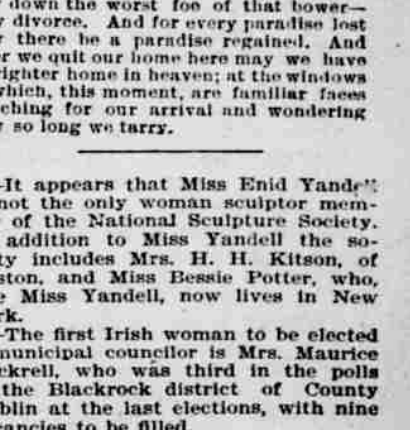 down the worst foe of that bower—
divorce. And for every paradise lost
there be a paradise regained. And
we quit our home here may we have
righter home in heaven; at the windows
which, this moment, are familiar faces
ching for our arrival and wondering
so long we tarry.
—It appears that Miss Enid Yandell
not the only woman sculptor mem-
of the National Sculpture Society.
addition to Miss Yandell the so-
ty includes Mrs. H. H. Kitson, of
ston, and Miss Bessie Potter, who,
e Miss Yandell, now lives in New
rk.
—The first Irish woman to be elected
municipal councilor is Mrs. Maurice
ckrell, who was third in the polls
the Blackrock district of County
blin at the last elections, with nine
cancies to be filled.